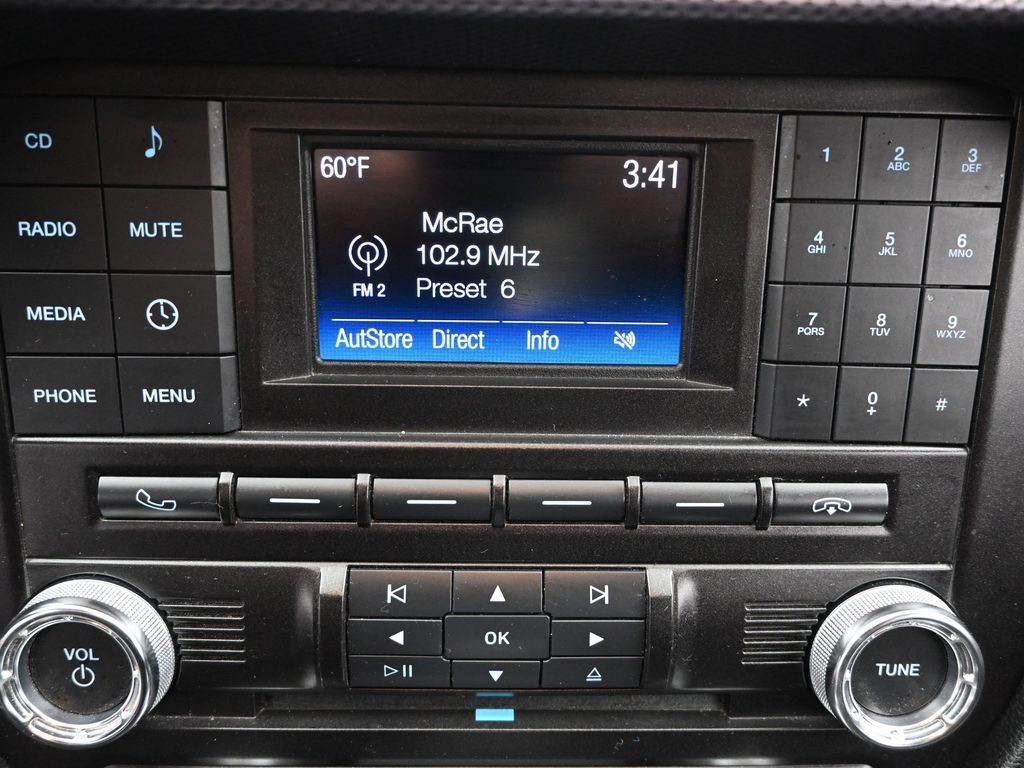 CD
RADIO
MUTE
MEDIA
PHONE
MENU
60°F
3:41
McRae
102.9 MHz
FM 2
Preset 6
AutStore Direct Info
1
2 ABC
3 DEF
4 GHI
5 JKL
6 MNO
7 PQRS
8 TUV
9 WXYZ
*
0 +
#
OK
VOL
TUNE